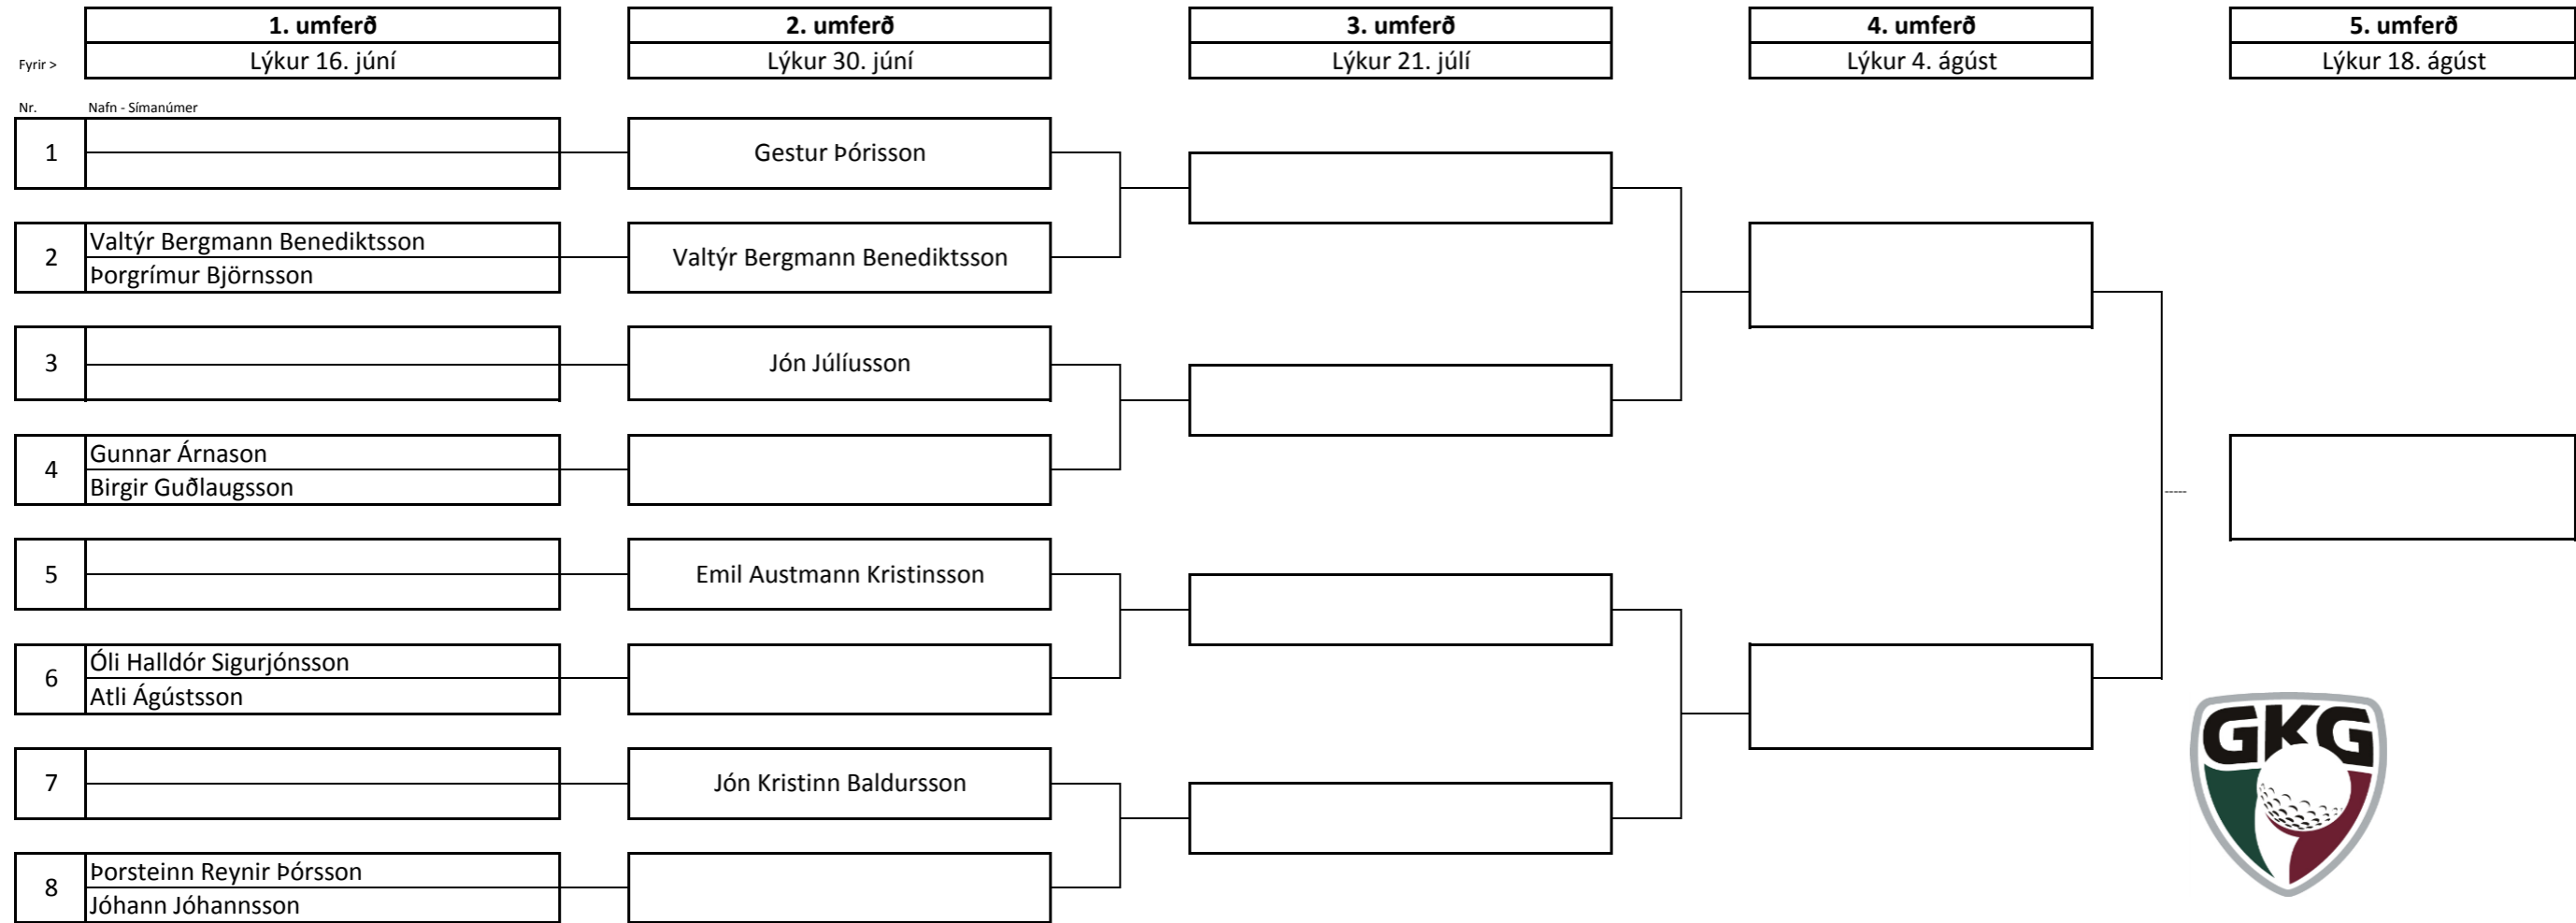 1. umferð
2. umferð
3. umferð
4. umferð
5. umferð
Fyrir >
Lýkur 16. júní
Lýkur 30. júní
Lýkur 21. júlí
Lýkur 4. ágúst
Lýkur 18. ágúst
Nr.
Nafn - Símanúmer
1
Gestur Þórisson
2
Valtýr Bergmann Benediktsson
Þorgrímur Björnsson
Valtýr Bergmann Benediktsson
3
Jón Júlíusson
4
Gunnar Árnason
Birgir Guðlaugsson
-----
5
Emil Austmann Kristinsson
6
Óli Halldór Sigurjónsson
Atli Ágústsson
7
Jón Kristinn Baldursson
8
Þorsteinn Reynir Þórsson
Jóhann Jóhannsson
GKG